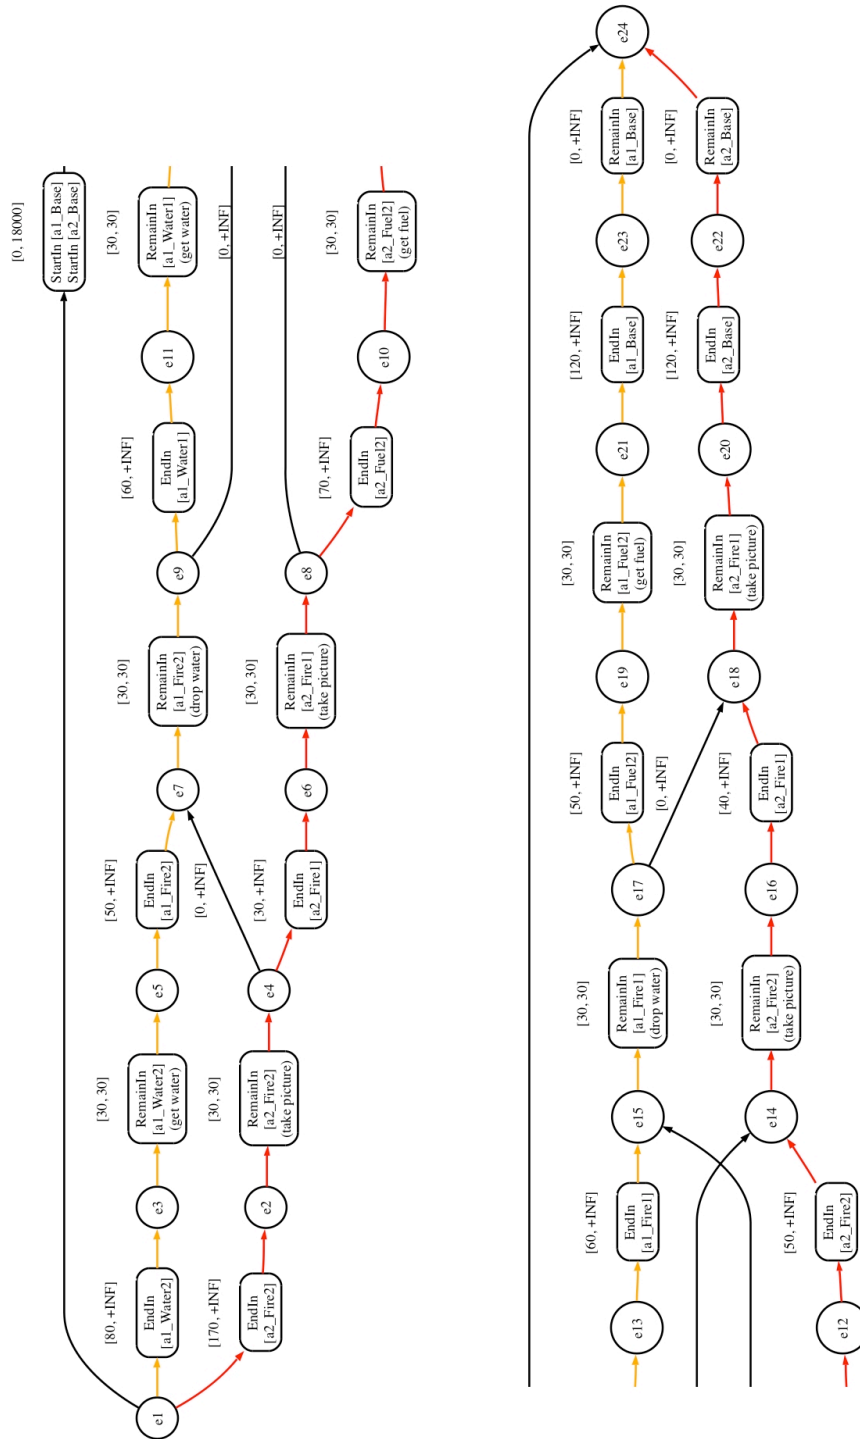 [0, 18000]
StartIn [a1_Base]
StartIn [a2_Base]
e1
[80, +INF]
EndIn
[a1_Water2]
e3
[30, 30]
RemainIn
[a1_Water2]
(get water)
e5
[50, +INF]
EndIn
[a1_Fire2]
e7
[30, 30]
RemainIn
[a1_Fire2]
(drop water)
e9
[60, +INF]
EndIn
[a1_Water1]
e11
[30, 30]
RemainIn
[a1_Water1]
(get water)
[0, +INF]
[170, +INF]
EndIn
[a2_Fire2]
e2
[30, 30]
RemainIn
[a2_Fire2]
(take picture)
e4
[0, +INF]
[30, +INF]
EndIn
[a2_Fire1]
e6
[30, 30]
RemainIn
[a2_Fire1]
(take picture)
e8
[0, +INF]
[70, +INF]
EndIn
[a2_Fuel2]
e10
[30, 30]
RemainIn
[a2_Fuel2]
(get fuel)
e13
[60, +INF]
EndIn
[a1_Fire1]
e15
[30, 30]
RemainIn
[a1_Fire1]
(drop water)
e17
[50, +INF]
EndIn
[a1_Fuel2]
e19
[30, 30]
RemainIn
[a1_Fuel2]
(get fuel)
e21
[120, +INF]
EndIn
[a1_Base]
e23
[0, +INF]
RemainIn
[a1_Base]
e24
e12
[50, +INF]
EndIn
[a2_Fire2]
e14
[30, 30]
RemainIn
[a2_Fire2]
(take picture)
e16
[0, +INF]
[40, +INF]
EndIn
[a2_Fire1]
e18
[30, 30]
RemainIn
[a2_Fire1]
(take picture)
e20
[120, +INF]
EndIn
[a2_Base]
e22
[0, +INF]
RemainIn
[a2_Base]